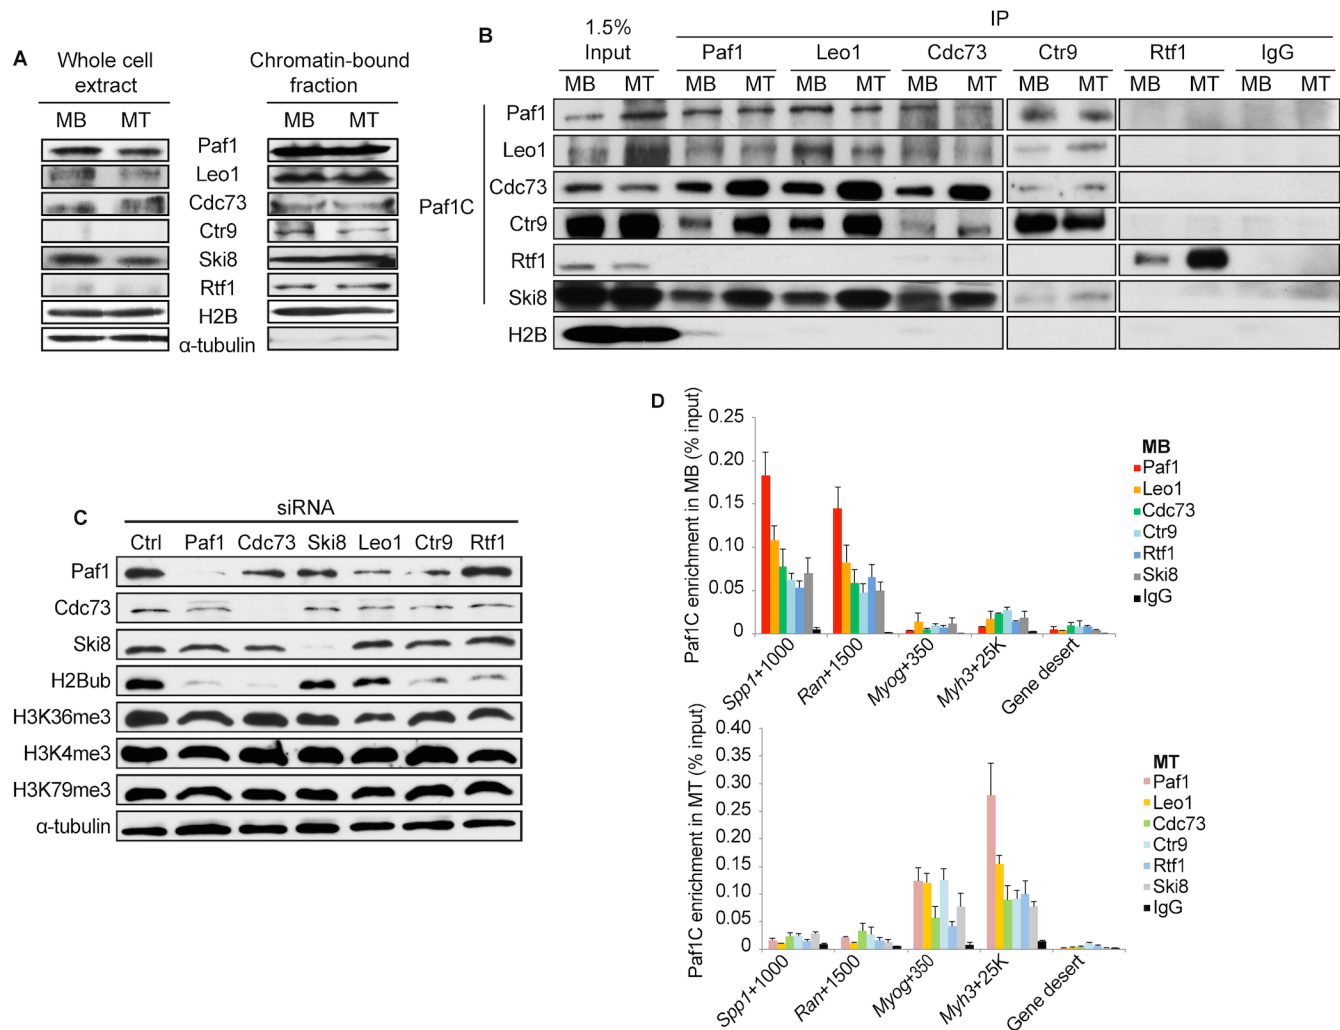 A
Whole cell
extract
Chromatin-bound
fraction
MB MT
MB MT
Paf1
Leo1
Cdc73
Ctr9
Ski8
Rtf1
H2B
α-tubulin
B
1.5%
Input
IP
Paf1 Leo1 Cdc73 Ctr9 Rtf1 IgG
MB MT MB MT MB MT MB MT MB MT MB MT MB MT
Paf1C
Paf1
Leo1
Cdc73
Ctr9
Rtf1
Ski8
H2B
C
siRNA
Ctrl Paf1 Cdc73 Ski8 Leo1 Ctr9 Rtf1
Paf1
Cdc73
Ski8
H2Bub
H3K36me3
H3K4me3
H3K79me3
α-tubulin
D
Paf1C enrichment in MB (% input)
0.25
0.20
0.15
0.10
0.05
0
Spp1+1000
Ran+1500
Myog+350
Myh3+25K
Gene desert
MB
Paf1
Leo1
Cdc73
Ctr9
Rtf1
Ski8
IgG
Paf1C enrichment in MT (% input)
0.40
0.35
0.30
0.20
0.15
0.10
0.05
0
Spp1+1000
Ran+1500
Myog+350
Myh3+25K
Gene desert
MT
Paf1
Leo1
Cdc73
Ctr9
Rtf1
Ski8
IgG